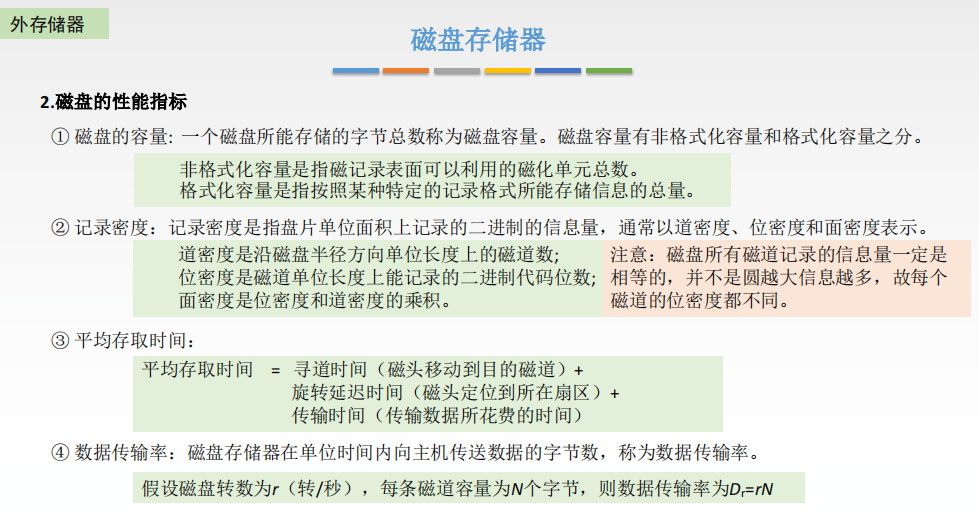 外存储器
磁盘存储器
2.磁盘的性能指标
① 磁盘的容量: 一个磁盘所能存储的字节总数称为磁盘容量。磁盘容量有非格式化容量和格式化容量之分。
非格式化容量是指磁记录表面可以利用的磁化单元总数。
格式化容量是指按照某种特定的记录格式所能存储信息的总量。
② 记录密度：记录密度是指盘片单位面积上记录的二进制的信息量，通常以道密度、位密度和面密度表示。
道密度是沿磁盘半径方向单位长度上的磁道数;
位密度是磁道单位长度上能记录的二进制代码位数;
面密度是位密度和道密度的乘积。
注意：磁盘所有磁道记录的信息量一定是
相等的，并不是圆越大信息越多，故每个
磁道的位密度都不同。
③ 平均存取时间：
平均存取时间 = 寻道时间（磁头移动到目的磁道）+
旋转延迟时间（磁头定位到所在扇区）+
传输时间（传输数据所花费的时间）
④ 数据传输率：磁盘存储器在单位时间内向主机传送数据的字节数，称为数据传输率。
假设磁盘转数为r（转/秒），每条磁道容量为N个字节，则数据传输率为Dr=rN